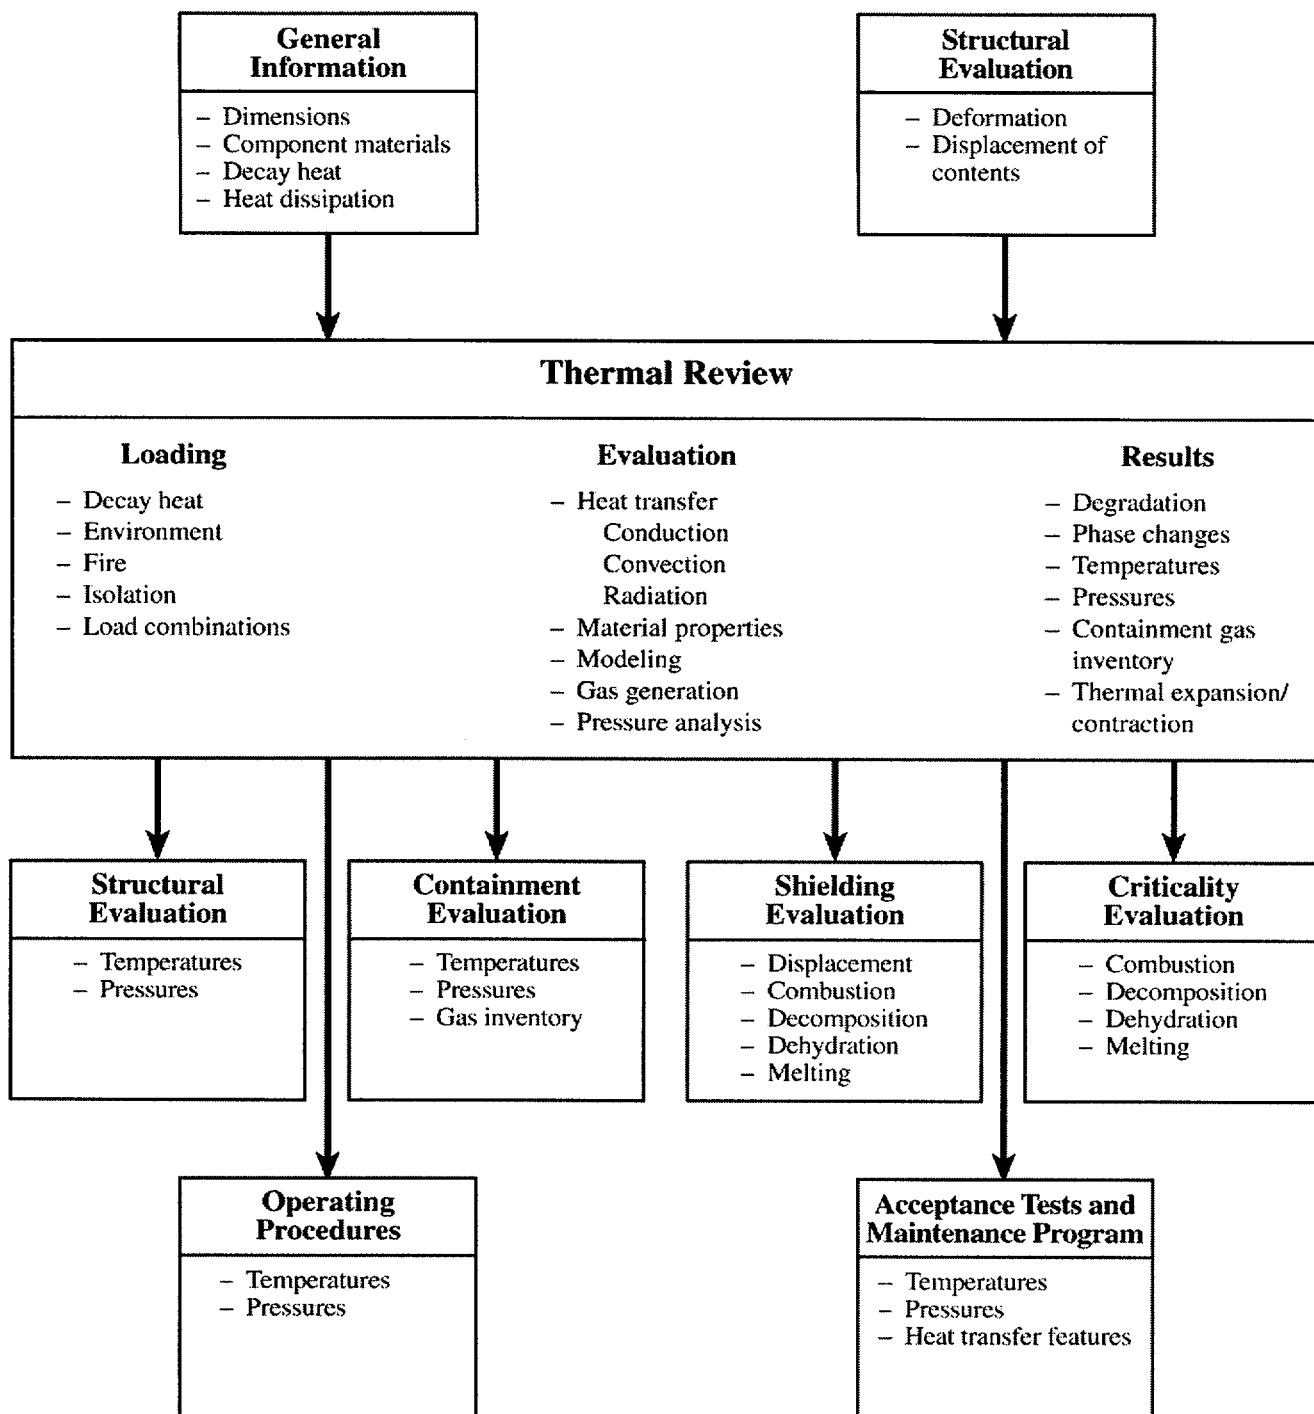 General
Information
– Dimensions
– Component materials
– Decay heat
– Heat dissipation
Structural
Evaluation
– Deformation
– Displacement of
contents
Thermal Review
Loading
– Decay heat
– Environment
– Fire
– Isolation
– Load combinations
Evaluation
– Heat transfer
Conduction
Convection
Radiation
– Material properties
– Modeling
– Gas generation
– Pressure analysis
Results
– Degradation
– Phase changes
– Temperatures
– Pressures
– Containment gas
inventory
– Thermal expansion/
contraction
Structural
Evaluation
– Temperatures
– Pressures
Containment
Evaluation
– Temperatures
– Pressures
– Gas inventory
Shielding
Evaluation
– Displacement
– Combustion
– Decomposition
– Dehydration
– Melting
Criticality
Evaluation
– Combustion
– Decomposition
– Dehydration
– Melting
Operating
Procedures
– Temperatures
– Pressures
Acceptance Tests and
Maintenance Program
– Temperatures
– Pressures
– Heat transfer features